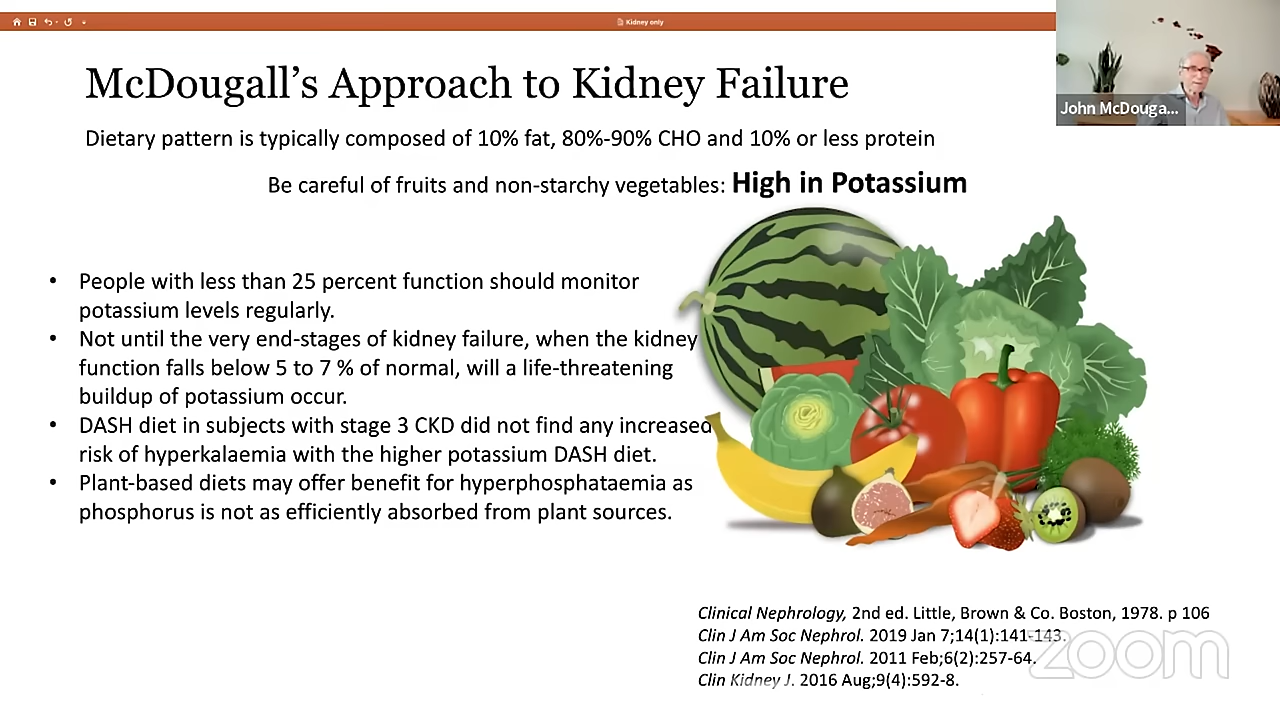 Kidney only
McDougall's Approach to Kidney Failure
John McDouga...
Dietary pattern is typically composed of 10% fat, 80%-90% CHO and 10% or less protein
Be careful of fruits and non-starchy vegetables: High in Potassium
• People with less than 25 percent function should monitor
potassium levels regularly.
• Not until the very end-stages of kidney failure, when the kidney
function falls below 5 to 7 % of normal, will a life-threatening
buildup of potassium occur.
• DASH diet in subjects with stage 3 CKD did not find any increased
risk of hyperkalaemia with the higher potassium DASH diet.
• Plant-based diets may offer benefit for hyperphosphataemia as
phosphorus is not as efficiently absorbed from plant sources.
Clinical Nephrology, 2nd ed. Little, Brown & Co. Boston, 1978. p 106
Clin J Am Soc Nephrol. 2019 Jan 7;14(1):141-143.
Clin J Am Soc Nephrol. 2011 Feb;6(2):257-64.
Clin Kidney J. 2016 Aug;9(4):592-8.
zoom